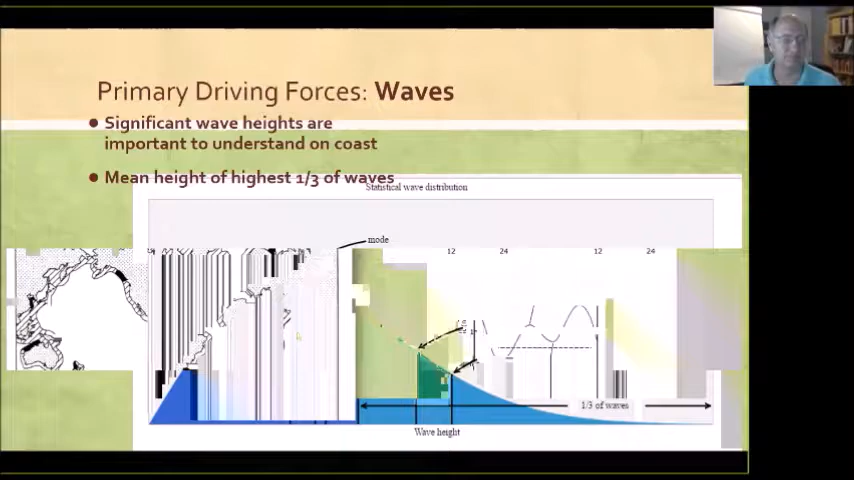 Primary Driving Forces: Waves
● Significant wave heights are
important to understand on coast
● Mean height of highest 1/3 of waves
Statistical wave distribution
mode
12 24 12 24
1/3 of waves
Wave height